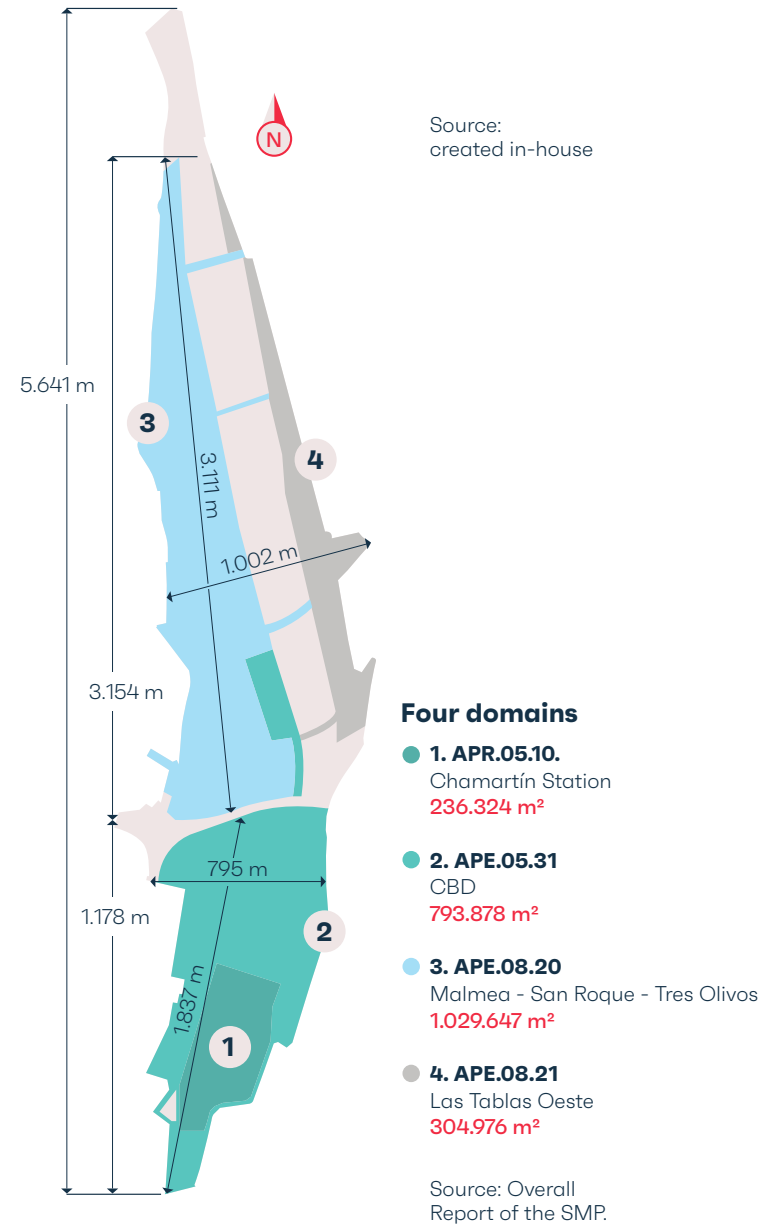 N
Source:
created in-house
5.641 m
3
3.111 m
4
1.002 m
3.154 m
795 m
1.178 m
2
1.837 m
1
Four domains
1. APR.05.10.
Chamartín Station
236.324 m²
2. APE.05.31
CBD
793.878 m²
3. APE.08.20
Malmea - San Roque - Tres Olivos
1.029.647 m²
4. APE.08.21
Las Tablas Oeste
304.976 m²
Source: Overall
Report of the SMP.